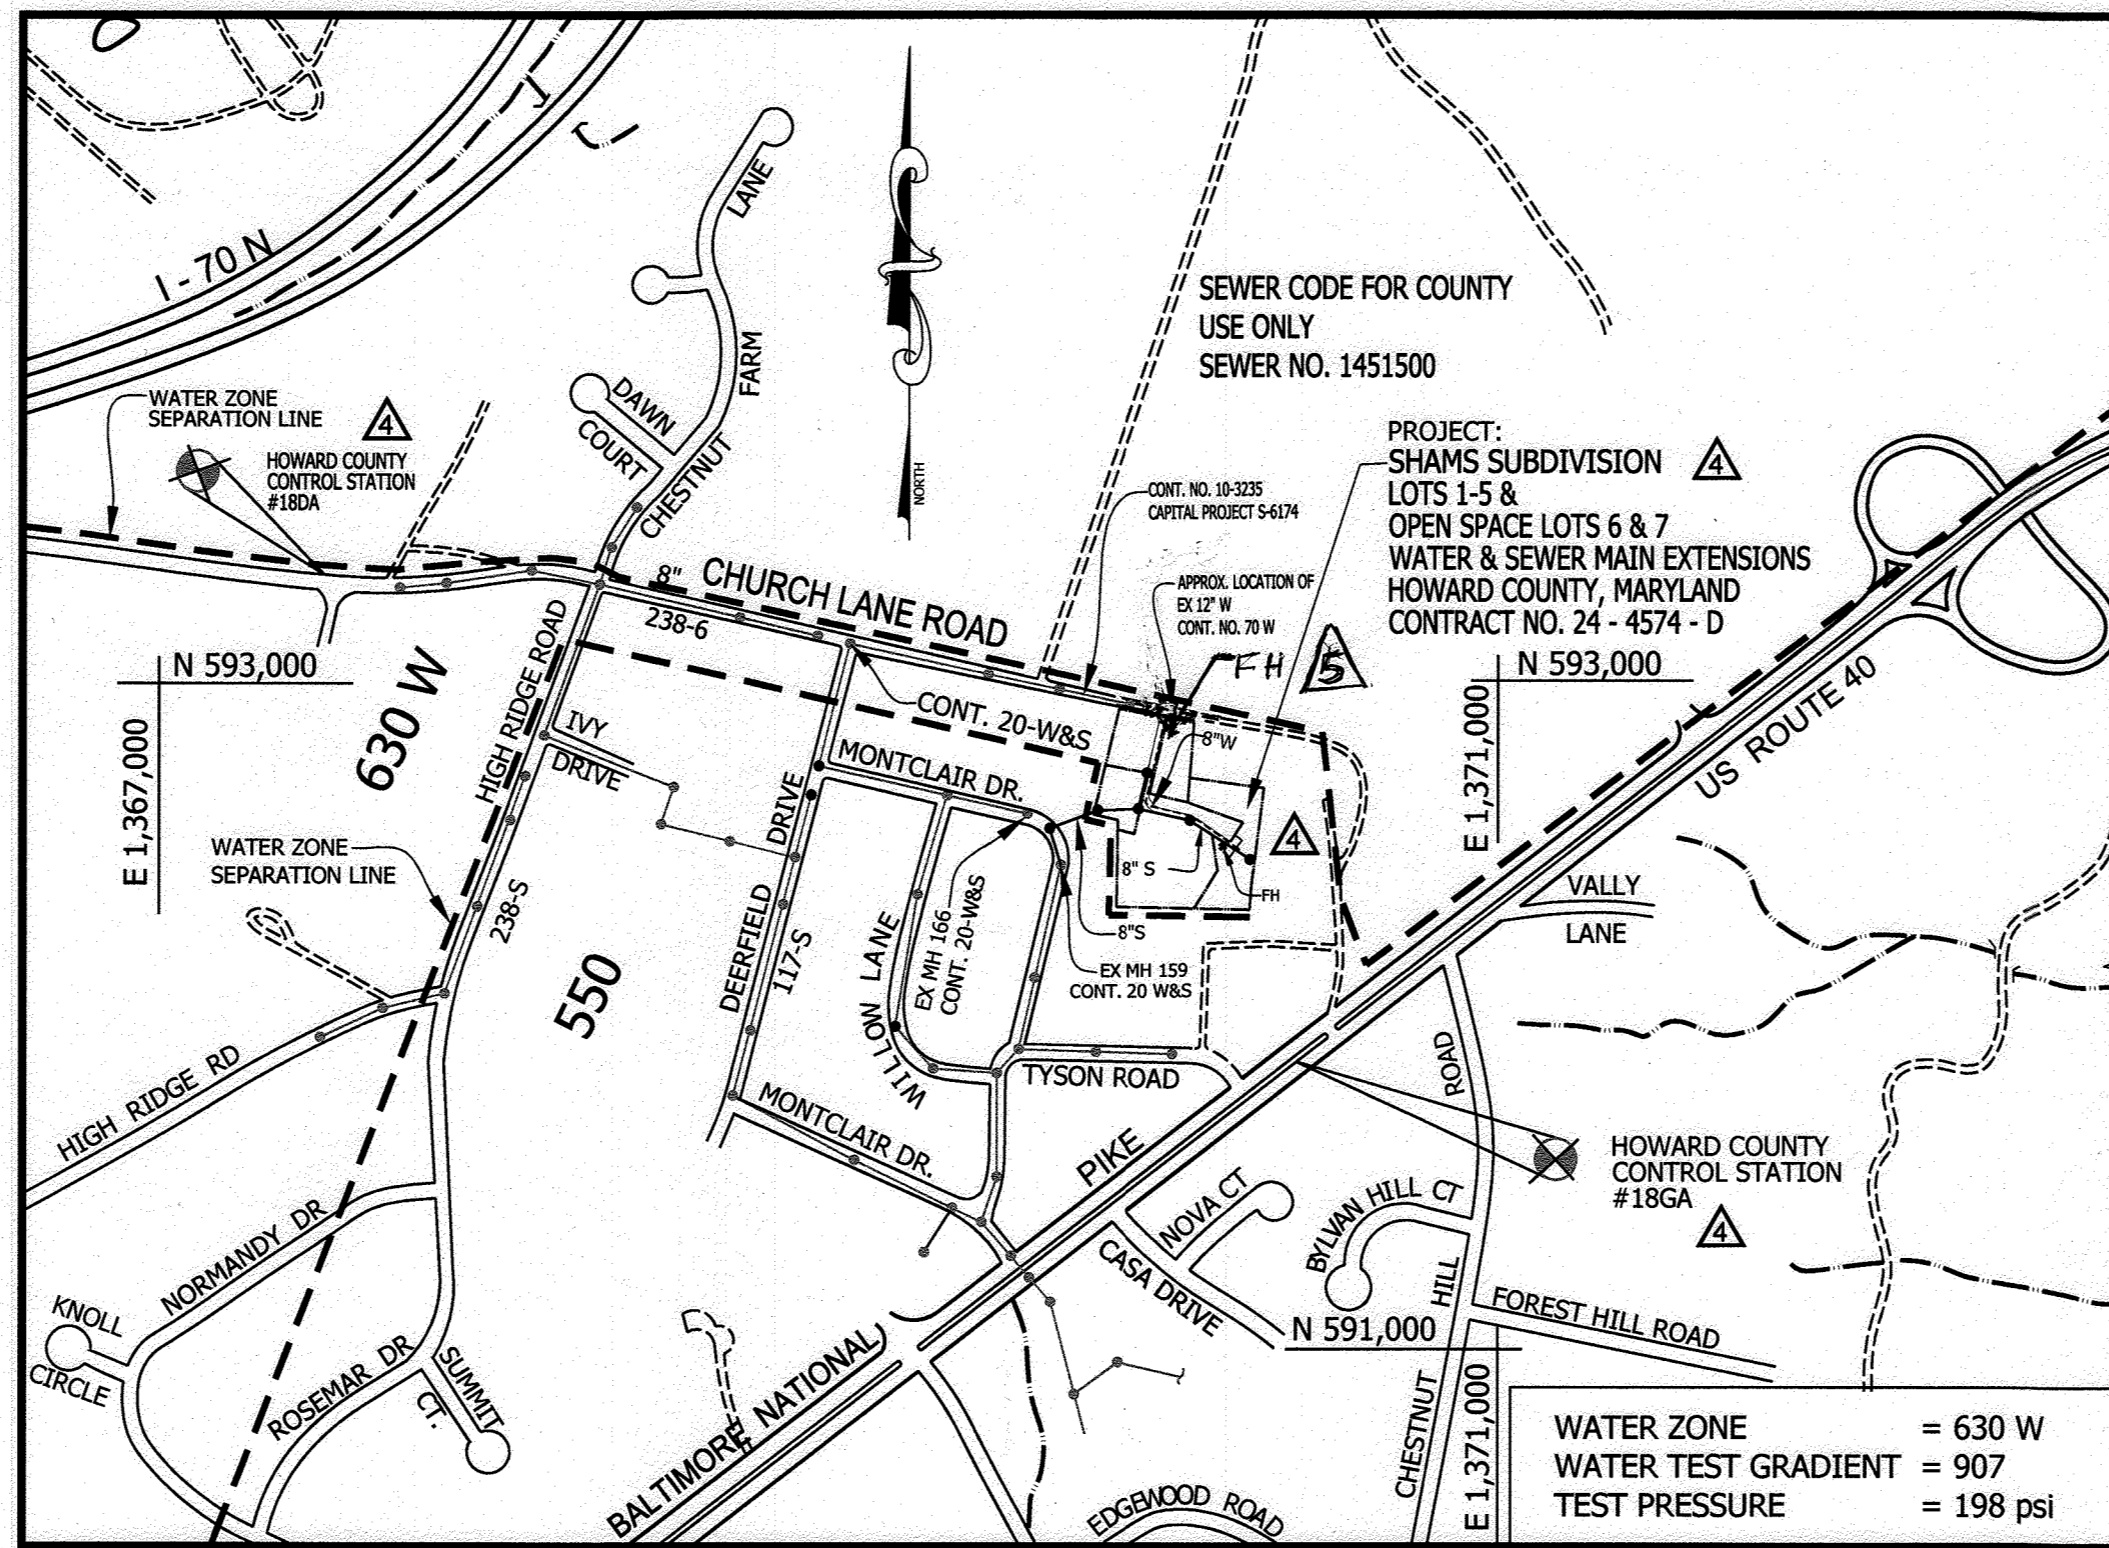 I - 70 N
LANE
FARM
CHESTNUT
DAWN
COURT
NORTH
SEWER CODE FOR COUNTY
USE ONLY
SEWER NO. 1451500
WATER ZONE
SEPARATION LINE
4
HOWARD COUNTY
CONTROL STATION
#18DA
PROJECT:
SHAMS SUBDIVISION
4
LOTS 1-5 &
OPEN SPACE LOTS 6 & 7
WATER & SEWER MAIN EXTENSIONS
HOWARD COUNTY, MARYLAND
CONTRACT NO. 24 - 4574 - D
CONT. NO. 10-3235
CAPITAL PROJECT S-6174
APPROX. LOCATION OF
EX 12" W
CONT. NO. 70 W
FH
5
8"
CHURCH LANE ROAD
238-6
N 593,000
E 1,367,000
630 W
HIGH RIDGE ROAD
IVY
DRIVE
CONT. 20-W&S
MONTCLAIR DR.
8"W
N 593,000
E 1,371,000
US ROUTE 40
WATER ZONE
SEPARATION LINE
238-S
550
DEERFIELD DRIVE
117-S
WILLOW LANE
EX MH 166
CONT. 20-W&S
8" S
4
FH
8"S
EX MH 159
CONT. 20 W&S
VALLY
LANE
HIGH RIDGE RD
TYSON ROAD
MONTCLAIR DR.
PIKE
ROAD
HOWARD COUNTY
CONTROL STATION
#18GA
4
NOVA CT
BYLVAN HILL CT
CASA DRIVE
HILL
NORMANDY DR
KNOLL
CIRCLE
ROSEMAR DR
SUMMIT
CT.
BALTIMORE NATIONAL
N 591,000
FOREST HILL ROAD
CHESTNUT
E 1,371,000
EDGEWOOD ROAD
WATER ZONE = 630 W
WATER TEST GRADIENT = 907
TEST PRESSURE = 198 psi